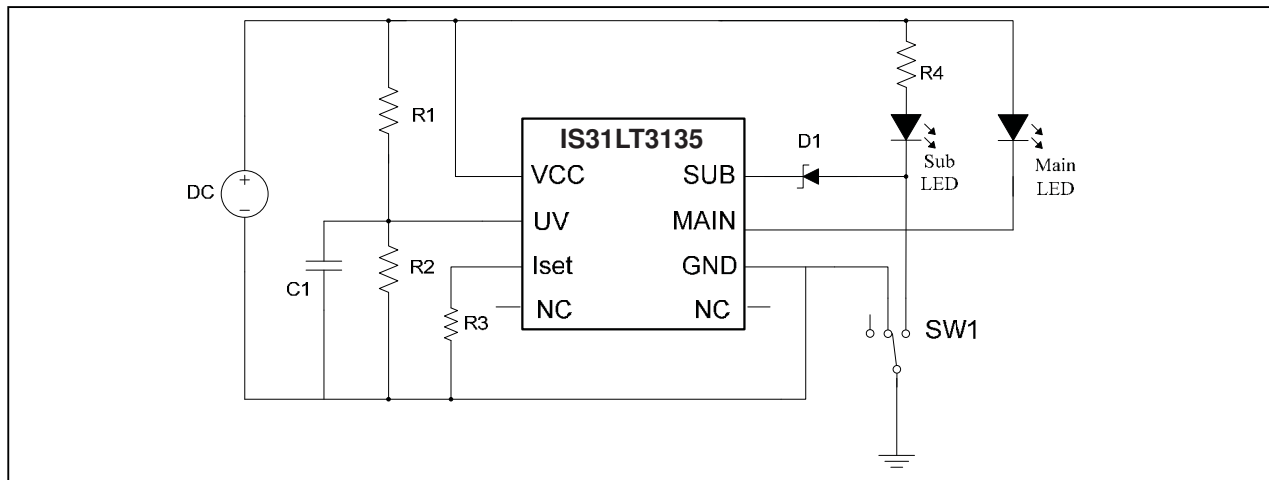 R4
R1
IS31LT3135
D1
Sub
LED
Main
LED
VCC
SUB
DC
+
−
UV
MAIN
R2
Iset
GND
C1
R3
NC
NC
SW1